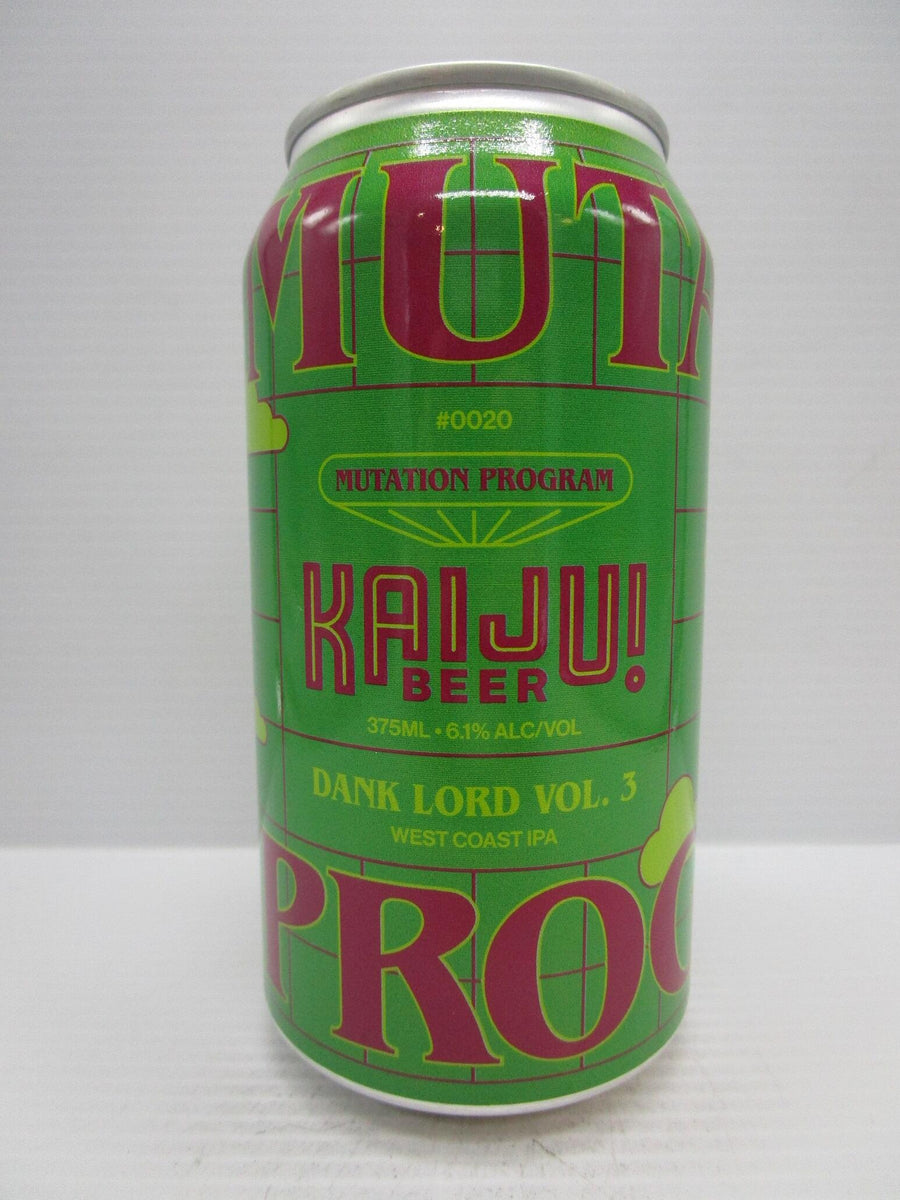 MUTA
#0020
MUTATION PROGRAM
KAIJU!
BEER
375ML • 6.1% ALC/VOL
DANK LORD VOL. 3
WEST COAST IPA
PROG